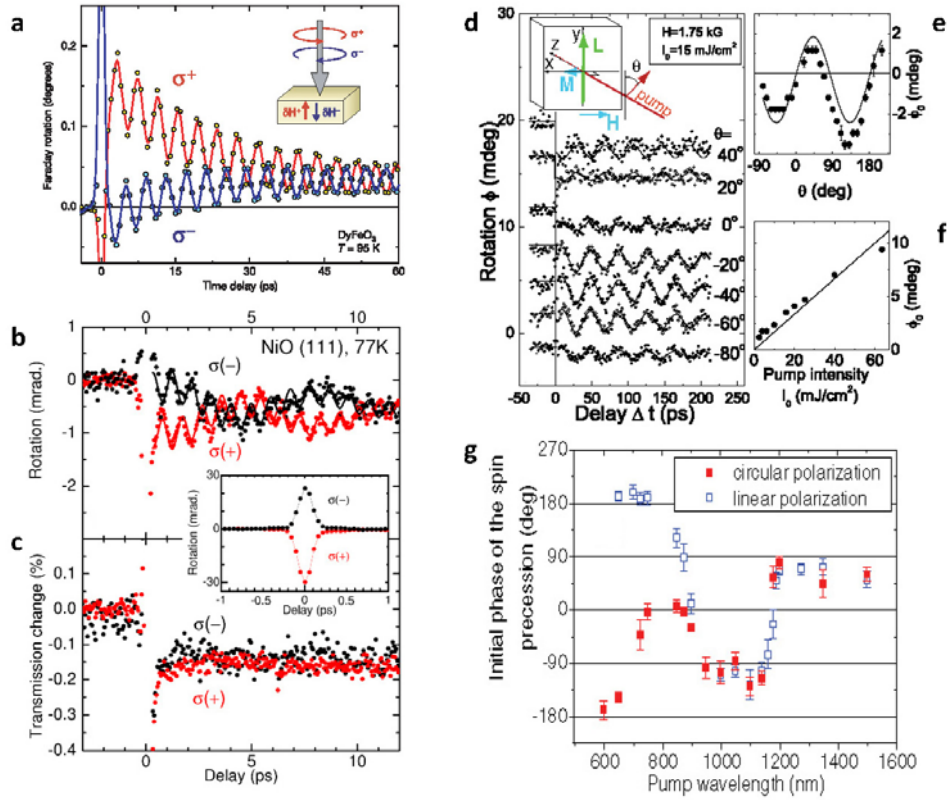 a
0.2
0.1
0.0
Faraday rotation (degrees)
σ+
σ−
σ+
σ−
δH+
δH−
DyFeO3
T = 95 K
0
15
30
45
60
Time delay (ps)
b
0
5
10
1
0
-1
-2
Rotation (mrad.)
NiO (111), 77K
σ(−)
σ(+)
30
0
-30
Rotation (mrad.)
σ(−)
σ(+)
-1
-0.5
0
0.5
1
Delay (ps)
c
0.1
0.0
-0.1
-0.2
-0.3
-0.4
Transmission change (%)
σ(−)
σ(+)
0
5
10
Delay (ps)
d
30
20
10
0
Rotation ϕ (mdeg)
y
L
z
x
M
θ
pump
H
H=1.75 kG
I0=15 mJ/cm2
θ=
40°
20°
0°
-20°
-40°
-60°
-80°
-50
0
50
100
150
200
250
Delay Δ t (ps)
e
2
0
-2
ϕ0 (mdeg)
-90
0
90
180
θ (deg)
f
10
5
0
ϕ0 (mdeg)
0
20
40
60
Pump intensity
I0 (mJ/cm2)
g
270
180
90
0
-90
-180
Initial phase of the spin
precession (deg)
circular polarization
linear polarization
600
800
1000
1200
1400
1600
Pump wavelength (nm)